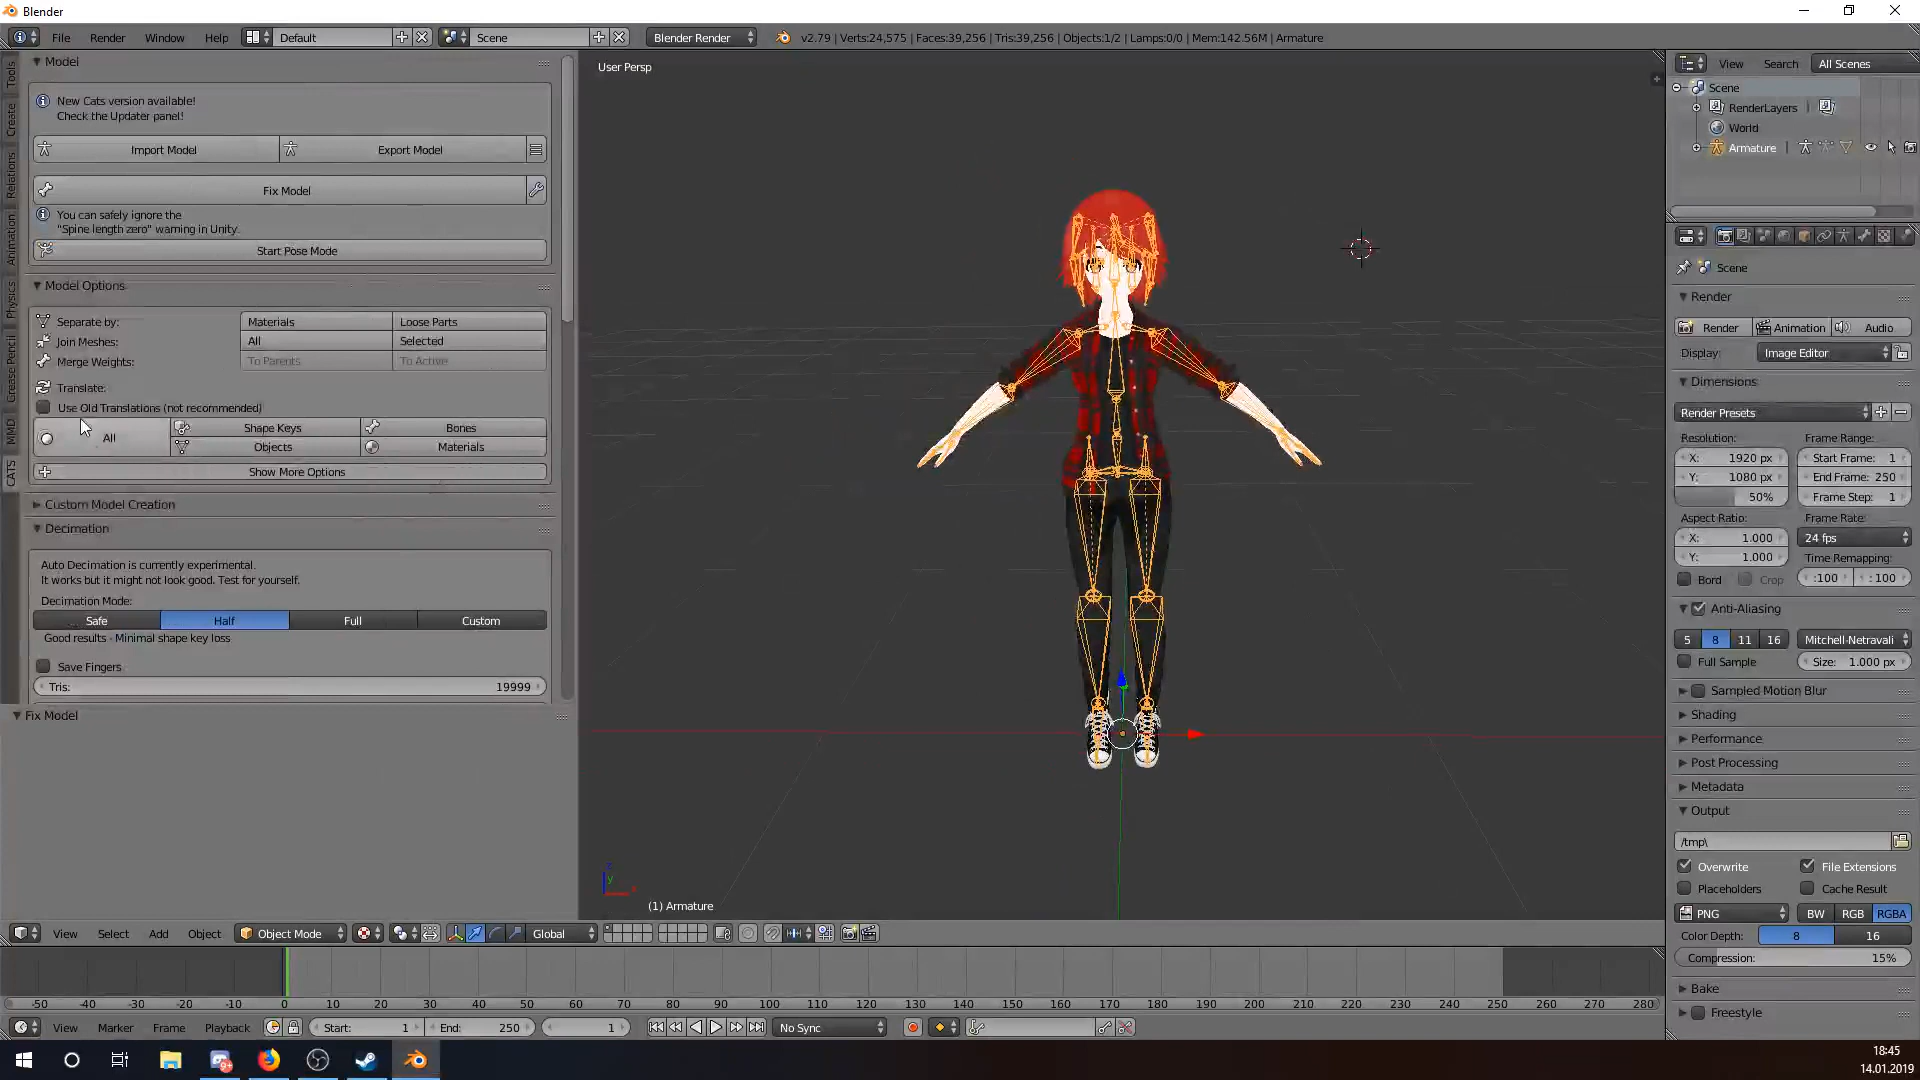 Blender
File Render Window Help Default Scene Blender Render v2.79 | Verts:24,575 | Faces:39,256 | Tris:39,256 | Objects:1/2 | Lamps:0/0 | Mem:142.56M | Armature
Model
New Cats version available!
Check the Updater panel!
Import Model Export Model
Fix Model
You can safely ignore the
"Spine length zero" warning in Unity.
Start Pose Mode
Model Options
Separate by: Materials Loose Parts
Join Meshes: All Selected
Merge Weights: To Parents To Active
Translate:
Use Old Translations (not recommended)
All Shape Keys Bones
Objects Materials
Show More Options
Custom Model Creation
Decimation
Auto Decimation is currently experimental.
It works but it might not look good. Test for yourself.
Decimation Mode:
Safe Half Full Custom
Good results - Minimal shape key loss
Save Fingers
Tris: 19999
Fix Model
Tools
Create
Relations
Animation
Physics
Grease Pencil
MMD
CATS
User Persp
(1) Armature
View Search All Scenes
Scene
RenderLayers
World
Armature
Scene
Render
Render Animation Audio
Display: Image Editor
Dimensions
Render Presets
Resolution: Frame Range:
X: 1920 px Start Frame: 1
Y: 1080 px End Frame: 250
50% Frame Step: 1
Aspect Ratio: Frame Rate:
X: 1.000 24 fps
Y: 1.000 Time Remapping:
Bord Crop :100 : 100
Anti-Aliasing
5 8 11 16 Mitchell-Netravali
Full Sample Size: 1.000 px
Sampled Motion Blur
Shading
Performance
Post Processing
Metadata
Output
/tmp\
Overwrite File Extensions
Placeholders Cache Result
PNG BW RGB RGBA
Color Depth: 8 16
Compression: 15%
Bake
Freestyle
View Select Add Object Object Mode Global
-50 -40 -30 -20 -10 0 10 20 30 40 50 60 70 80 90 100 110 120 130 140 150 160 170 180 190 200 210 220 230 240 250 260 270 280
View Marker Frame Playback Start: 1 End: 250 1 No Sync
18:45
14.01.2019